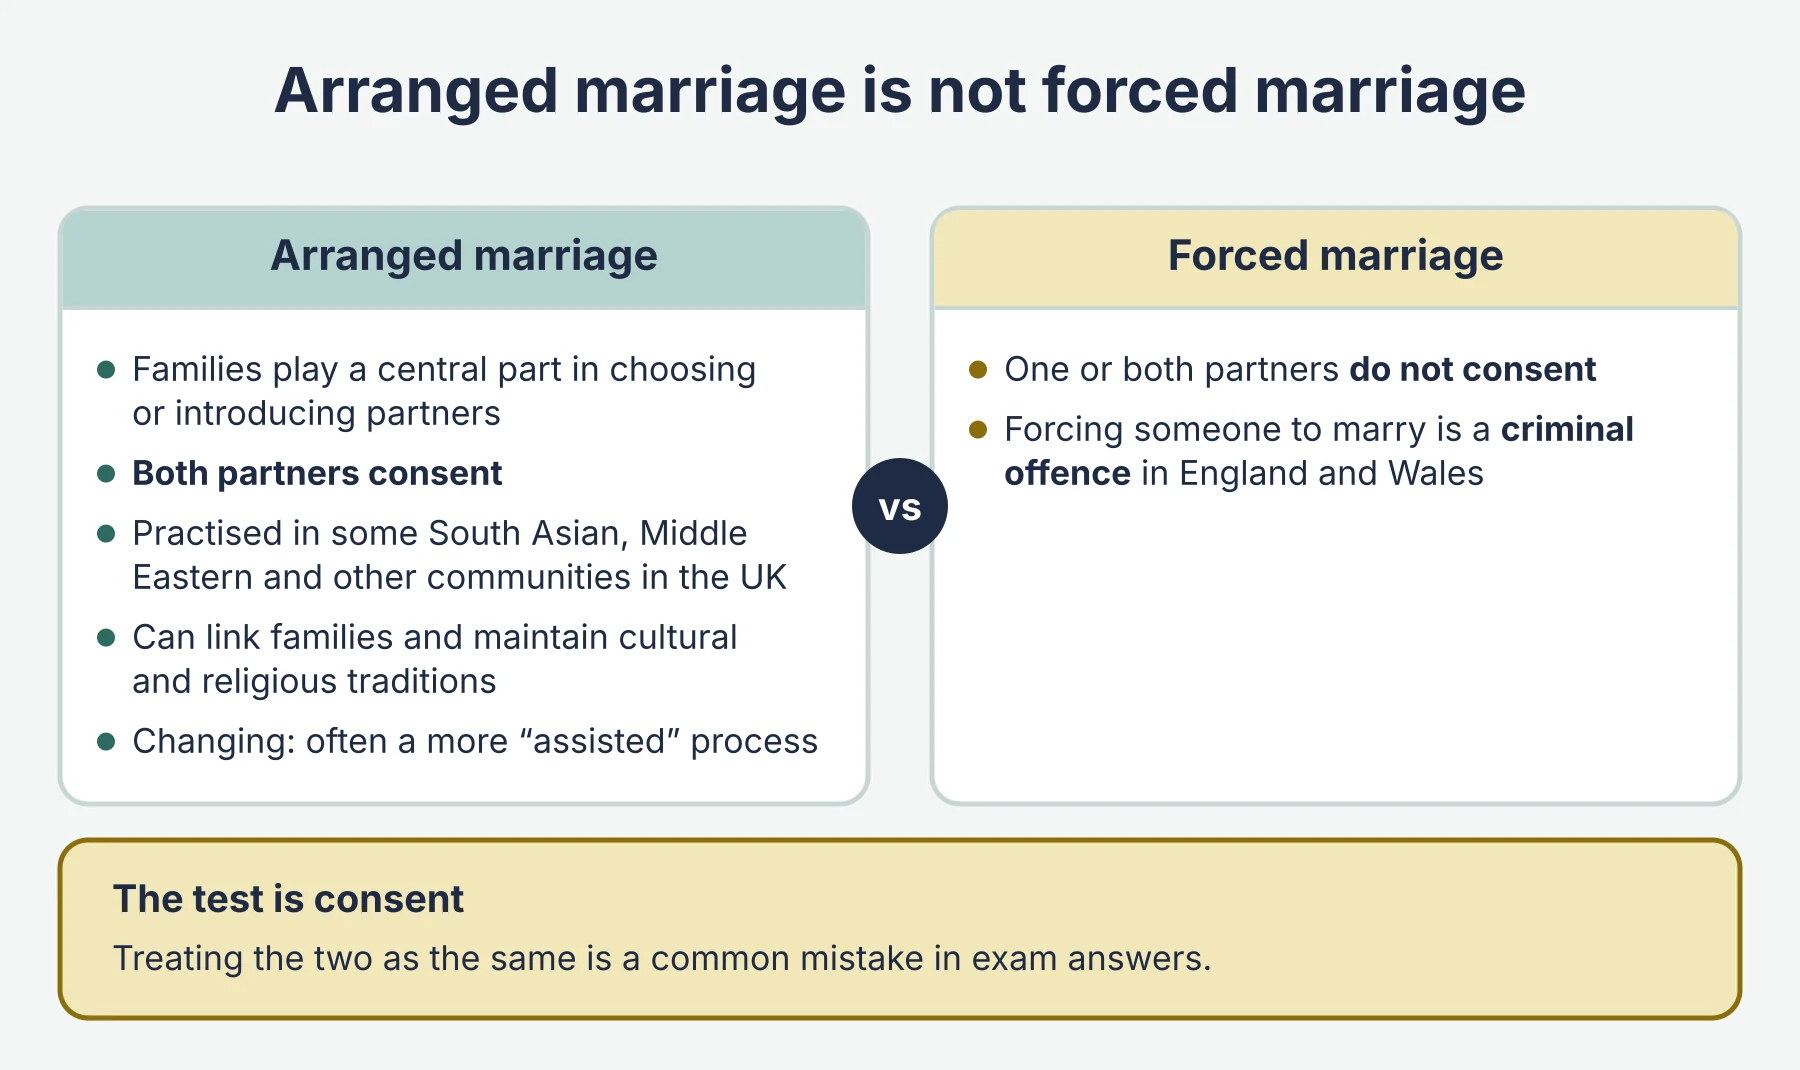 Arranged marriage is not forced marriage
Arranged marriage
Families play a central part in choosing
or introducing partners
Both partners consent
Practised in some South Asian, Middle
Eastern and other communities in the UK
Can link families and maintain cultural
and religious traditions
Changing: often a more “assisted” process
vs
Forced marriage
One or both partners do not consent
Forcing someone to marry is a criminal
offence in England and Wales
The test is consent
Treating the two as the same is a common mistake in exam answers.